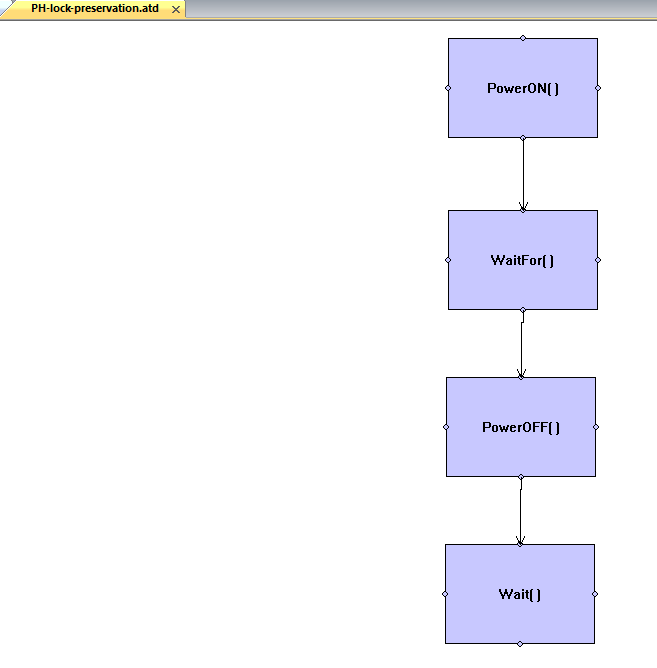 PH-lock-preservation.atd
PowerON( )
WaitFor( )
PowerOFF( )
Wait( )